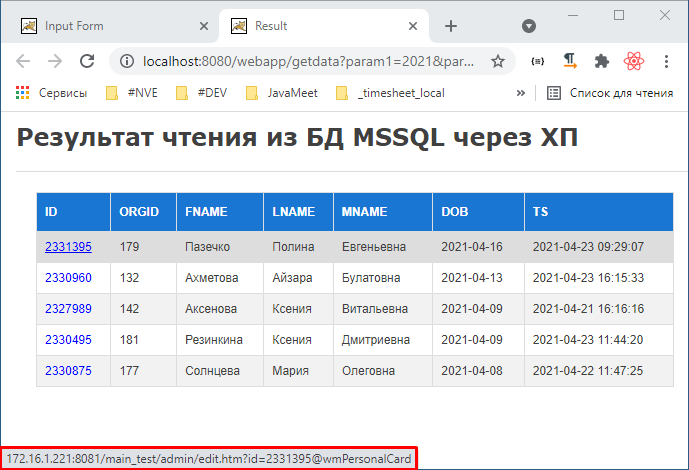 Input Form
Result
localhost:8080/webapp/getdata?param1=2021&par...
Сервисы #NVE #DEV JavaMeet _timesheet_local » Список для чтения
Результат чтения из БД MSSQL через ХП
ID ORGID FNAME LNAME MNAME DOB TS
2331395 179 Пазечко Полина Евгеньевна 2021-04-16 2021-04-23 09:29:07
2330960 132 Ахметова Айзара Булатовна 2021-04-13 2021-04-23 16:15:33
2327989 142 Аксенова Ксения Витальевна 2021-04-09 2021-04-21 16:16:16
2330495 181 Резинкина Ксения Дмитриевна 2021-04-09 2021-04-23 11:44:20
2330875 177 Солнцева Мария Олеговна 2021-04-08 2021-04-22 11:47:25
172.16.1.221:8081/main_test/admin/edit.htm?id=2331395@wmPersonalCard